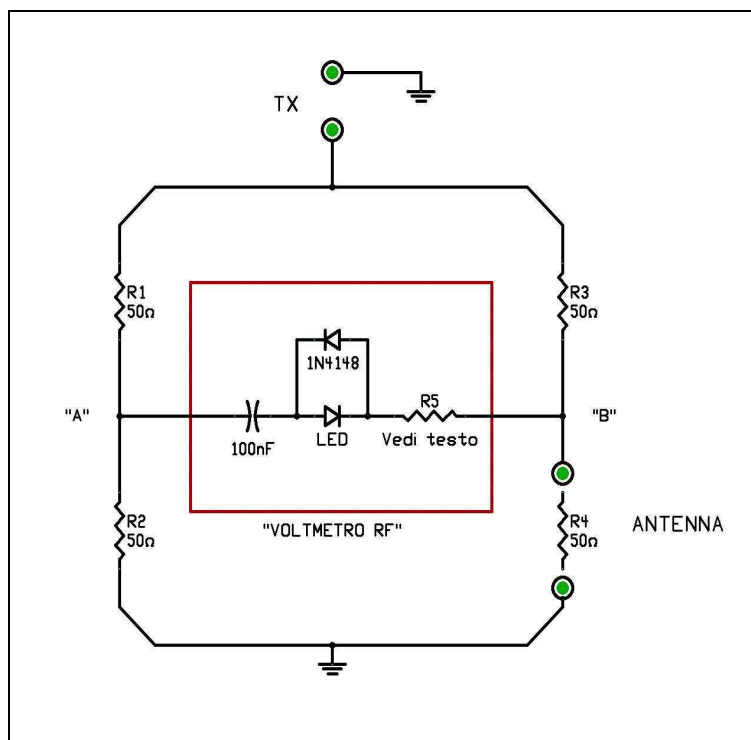 TX
R1
50Ω
R3
50Ω
1N4148
"A"
R5
"B"
100nF
LED
Vedi testo
R2
50Ω
"VOLTMETRO RF"
R4
50Ω
ANTENNA